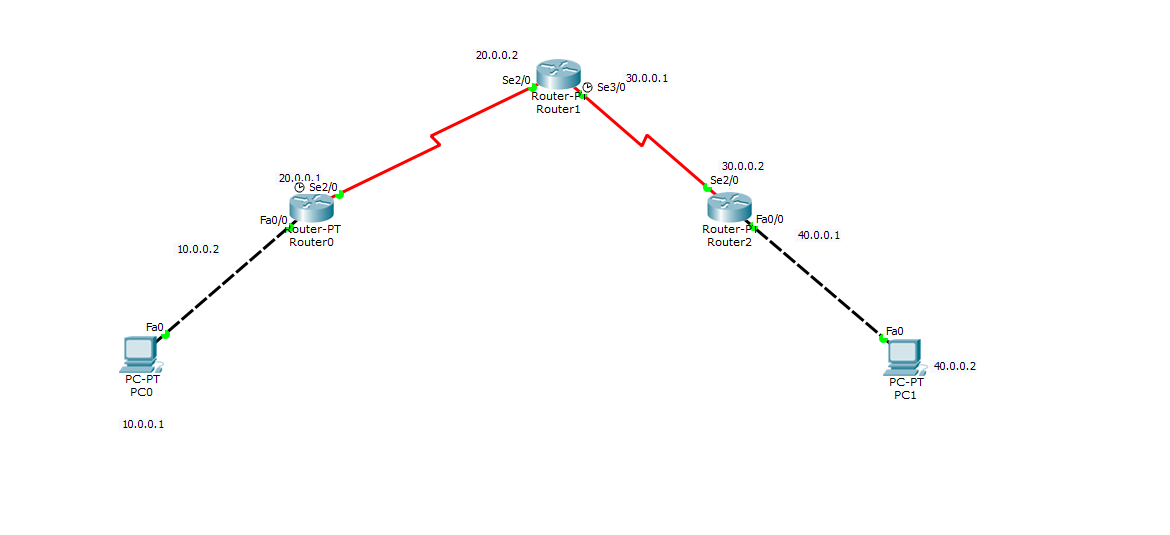 20.0.0.2
Se2/0
Se3/0
30.0.0.1
Router-PT
Router1
20.0.0.1
Se2/0
Fa0/0
Router-PT
Router0
10.0.0.2
30.0.0.2
Se2/0
Fa0/0
Router-PT
Router2
40.0.0.1
Fa0
PC-PT
PC0
10.0.0.1
Fa0
PC-PT
PC1
40.0.0.2